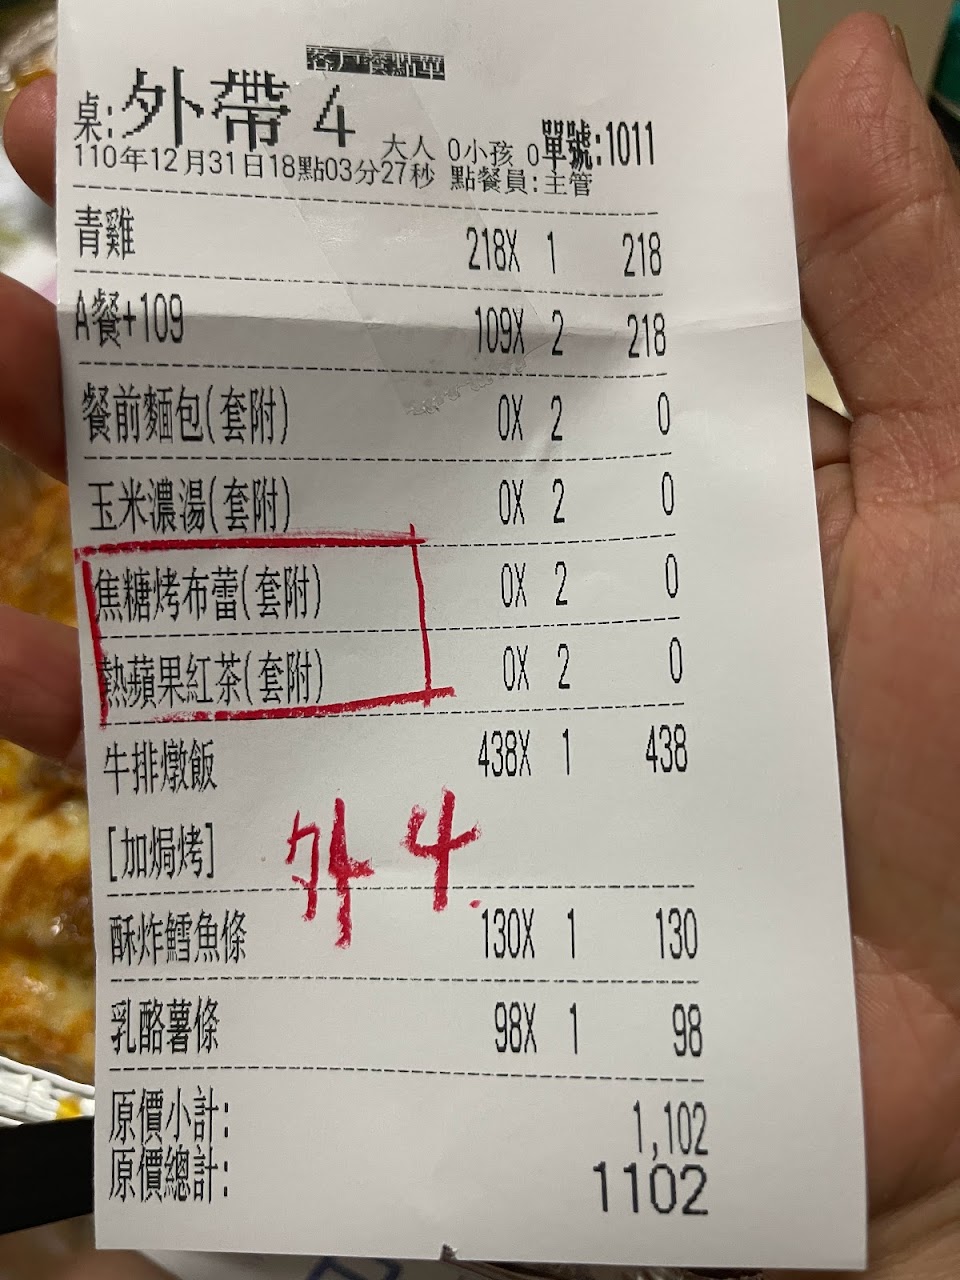 客戶餐點單
桌:外帶 4 大人 0小孩 0單號:1011
110年12月31日18點03分27秒 點餐員:主管
青雞 218X 1 218
A餐+109 109X 2 218
餐前麵包(套附) 0X 2 0
玉米濃湯(套附) 0X 2 0
焦糖烤布蕾(套附) 0X 2 0
熱蘋果紅茶(套附) 0X 2 0
牛排燉飯 438X 1 438
[加焗烤]
外 4
酥炸鱈魚條 130X 1 130
乳酪薯條 98X 1 98
原價小計: 1,102
原價總計: 1102